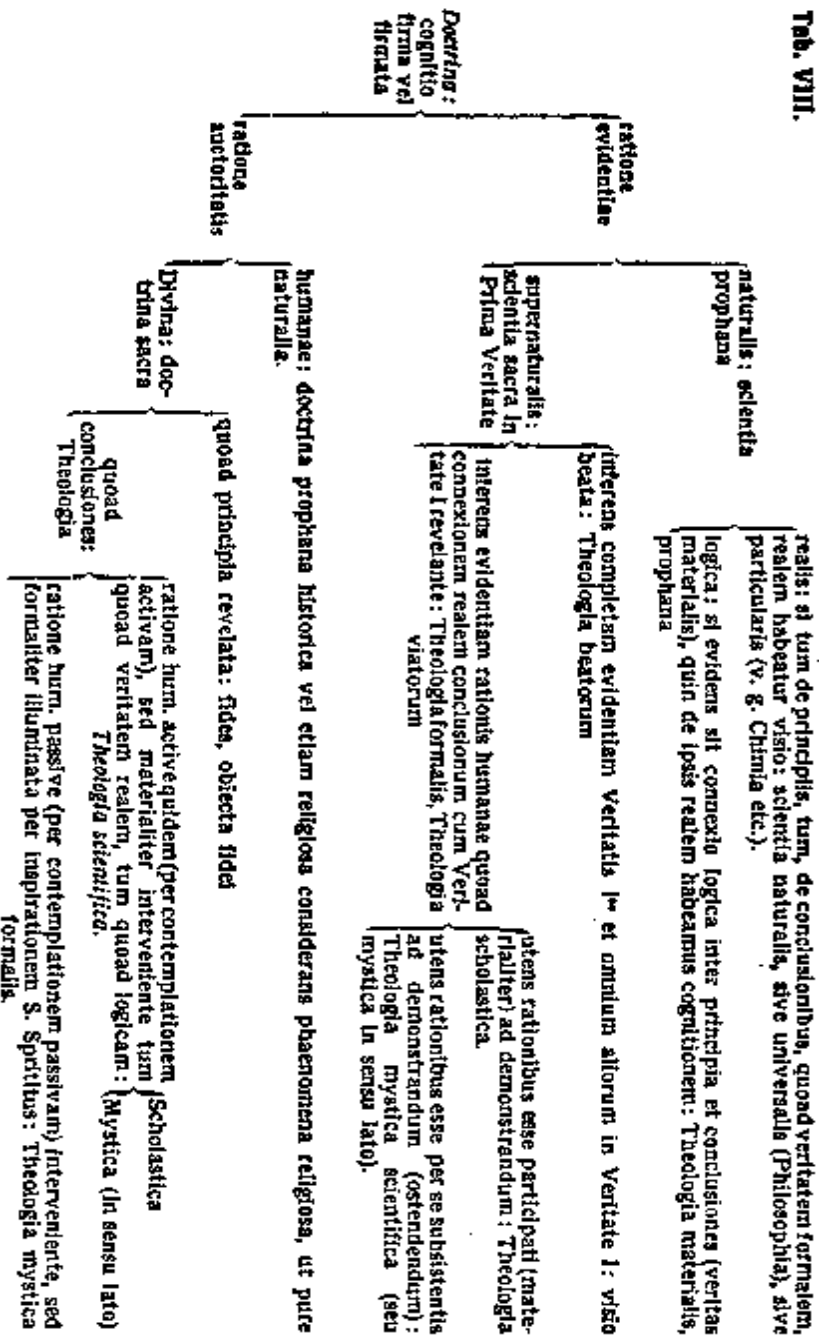 Tab. VIII.
Doctrina:
cognitio
firma vel
firmata
ratione
evidentiae
naturalis: scientia
prophana
realis: si tum de principiis, tum, de conclusionibus, quoad veritatem formalem,
realem habeatur visio: scientia naturalis, sive universalis (Philosophia), sive
particularis (v. g. Chimia etc.).
logica: si evidens sit connexio logica inter principia et conclusiones (veritas
materialis), quin de ipsis realem habeamus cognitionem: Theologia materialis,
prophana
supernaturalis:
scientia sacra in
Prima Veritate
inferens completam evidentiam Veritatis Iae et omnium aliorum in Veritate I: visio
beata: Theologia beatorum
inferens evidentiam rationis humanae quoad
connexionem realem conclusionum cum Veri-
tate I revelante: Theologia formalis, Theologia
viatorum
utens rationibus esse participati (mate-
rialiter) ad demonstrandum: Theologia
scholastica.
utens rationibus esse per se subsistentis
ad demonstrandum (ostendendum):
Theologia mystica scientifica (seu
mystica in sensu lato).
ratione
auctoritatis
humanae: doctrina prophana historica vel etiam religiosa considerans phaenomena religiosa, ut pure
naturalia.
Divina: doc-
trina sacra
quoad principia revelata: fides, obiecta fidei
quoad
conclusiones:
Theologia
ratione hum. active quidem (per contemplationem
activam), sed materialiter interveniente tum
quoad veritatem realem, tum quoad logicam:
Theologia scientifica.
Scholastica
Mystica (in sensu lato)
ratione hum. passive (per contemplationem passivam) interveniente, sed
formaliter illuminata per inspirationem S. Sprititus: Theologia mystica
formalis.